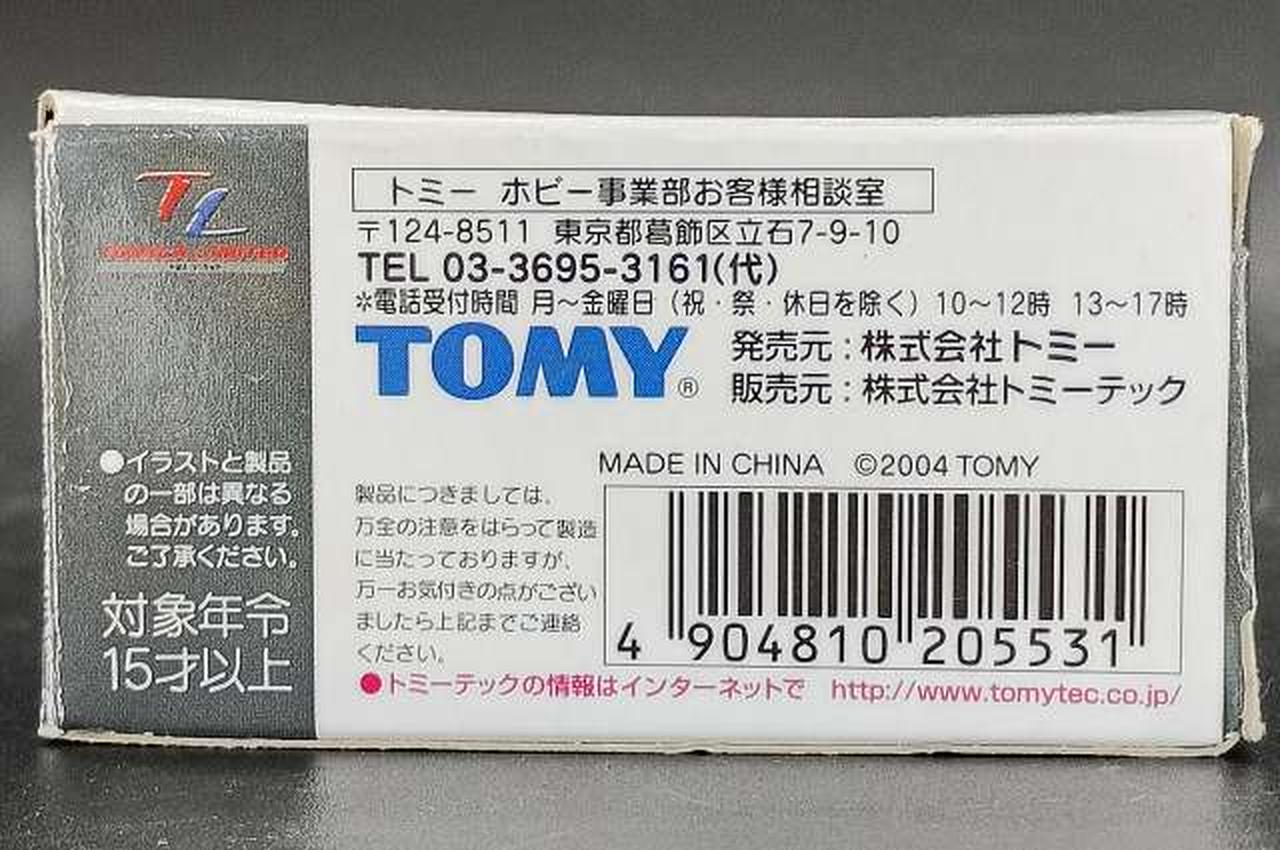 TL
TOMICA LIMITED
●イラストと製品
の一部は異なる
場合があります。
ご了承ください。
対象年令
15才以上
トミー ホビー事業部お客様相談室
〒124-8511 東京都葛飾区立石7-9-10
TEL 03-3695-3161(代)
*電話受付時間 月～金曜日（祝・祭・休日を除く）10～12時 13～17時
TOMY®
発売元:株式会社トミー
販売元:株式会社トミーテック
MADE IN CHINA ©2004 TOMY
製品につきましては、
万全の注意をはらって製造
に当たっておりますが、
万一お気付きの点がござい
ましたら上記までご連絡
ください。
4 904810 205531
●トミーテックの情報はインターネットで http://www.tomytec.co.jp/